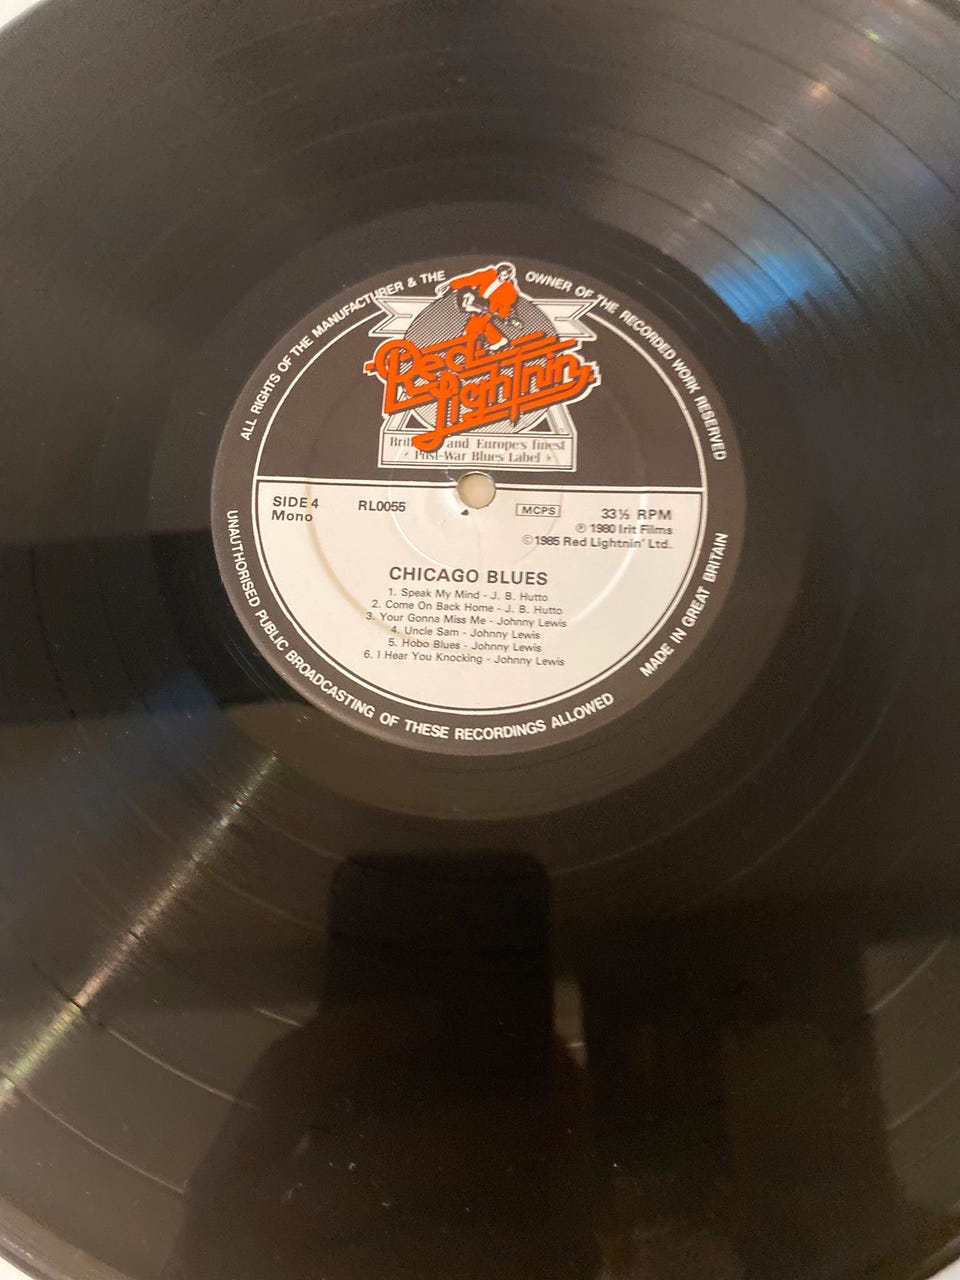 ALL RIGHTS OF THE MANUFACTURER & THE OWNER OF THE RECORDED WORK RESERVED
Red
Lightnin'
and Europe's finest
Post-War Blues Label
SIDE 4 RL0055 MCPS 33⅓ RPM
Mono ℗ 1980 Irit Films
©1985 Red Lightnin' Ltd.
CHICAGO BLUES
1. Speak My Mind - J. B. Hutto
2. Come On Back Home - J. B. Hutto
3. Your Gonna Miss Me - Johnny Lewis
4. Uncle Sam - Johnny Lewis
5. Hobo Blues - Johnny Lewis
6. I Hear You Knocking - Johnny Lewis
UNAUTHORISED PUBLIC BROADCASTING OF THESE RECORDINGS ALLOWED
MADE IN GREAT BRITAIN